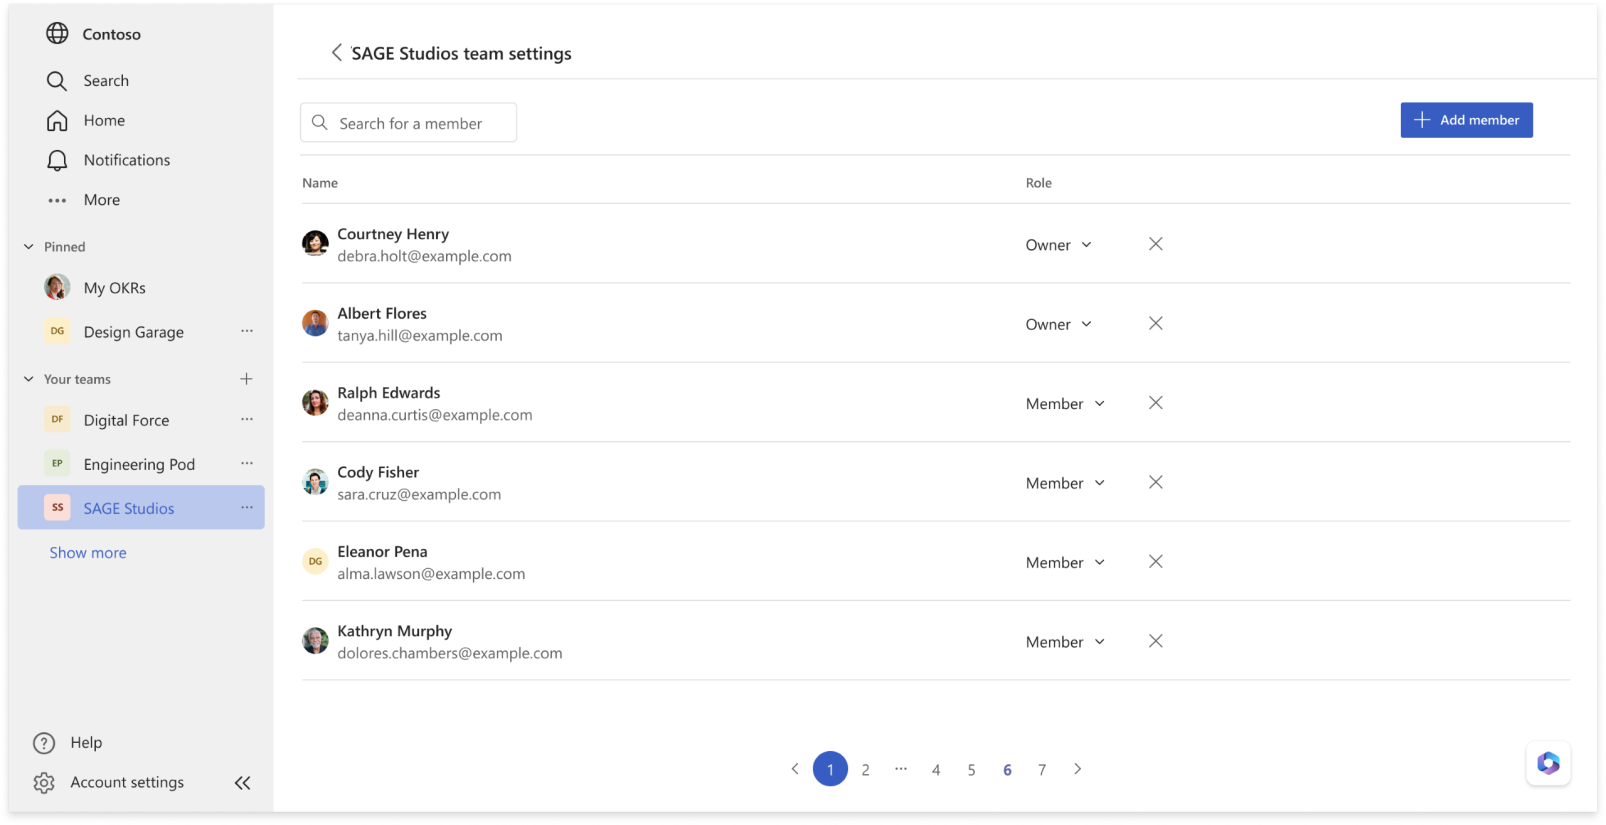 Contoso
Search
Home
Notifications
More
Pinned
My OKRs
DG Design Garage
Your teams
DF Digital Force
EP Engineering Pod
SS SAGE Studios
Show more
Help
Account settings
SAGE Studios team settings
Search for a member
Add member
Name Role
Courtney Henry
debra.holt@example.com
Owner
Albert Flores
tanya.hill@example.com
Owner
Ralph Edwards
deanna.curtis@example.com
Member
Cody Fisher
sara.cruz@example.com
Member
DG
Eleanor Pena
alma.lawson@example.com
Member
Kathryn Murphy
dolores.chambers@example.com
Member
1 2 ... 4 5 6 7